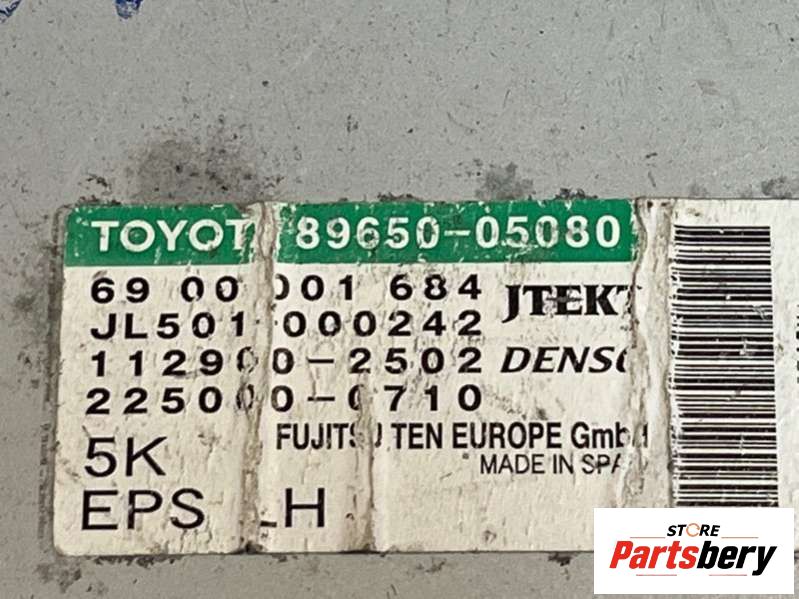 TOYOT 89650-05080
69 00 001 684
JTEKT
JL501 000242
112900-2502 DENSO
225000-0710
5K
FUJITSU TEN EUROPE GmbH
MADE IN SPA
EPS LH
STORE
Partsbery